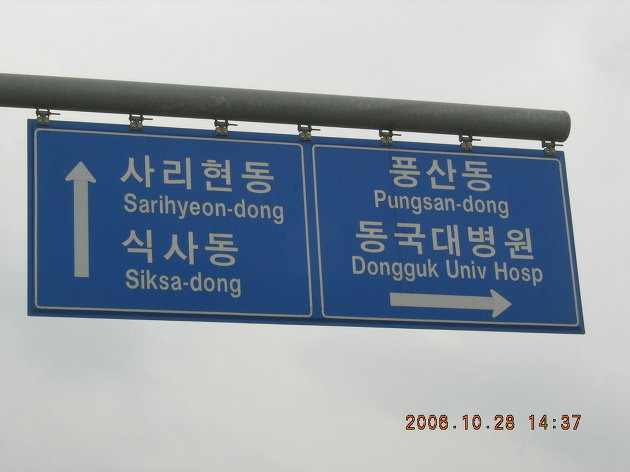 사리현동
Sarihyeon-dong
식사동
Siksa-dong
풍산동
Pungsan-dong
동국대병원
Dongguk Univ Hosp
2006.10.28 14:37